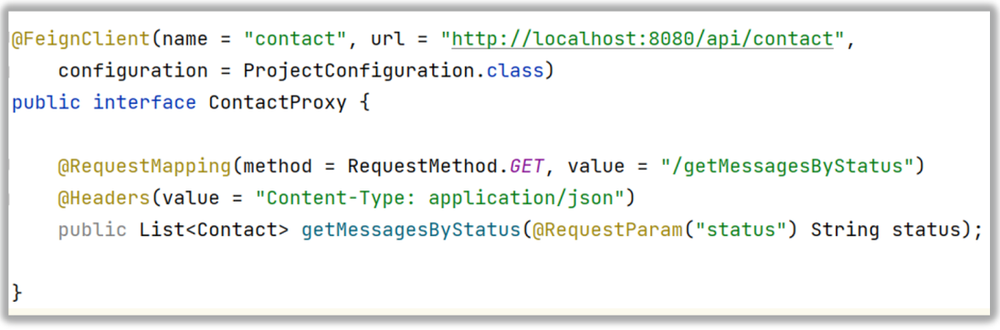 @FeignClient(name = "contact", url = "http://localhost:8080/api/contact",
    configuration = ProjectConfiguration.class)
public interface ContactProxy {
    @RequestMapping(method = RequestMethod.GET, value = "/getMessagesByStatus")
    @Headers(value = "Content-Type: application/json")
    public List<Contact> getMessagesByStatus(@RequestParam("status") String status);
}